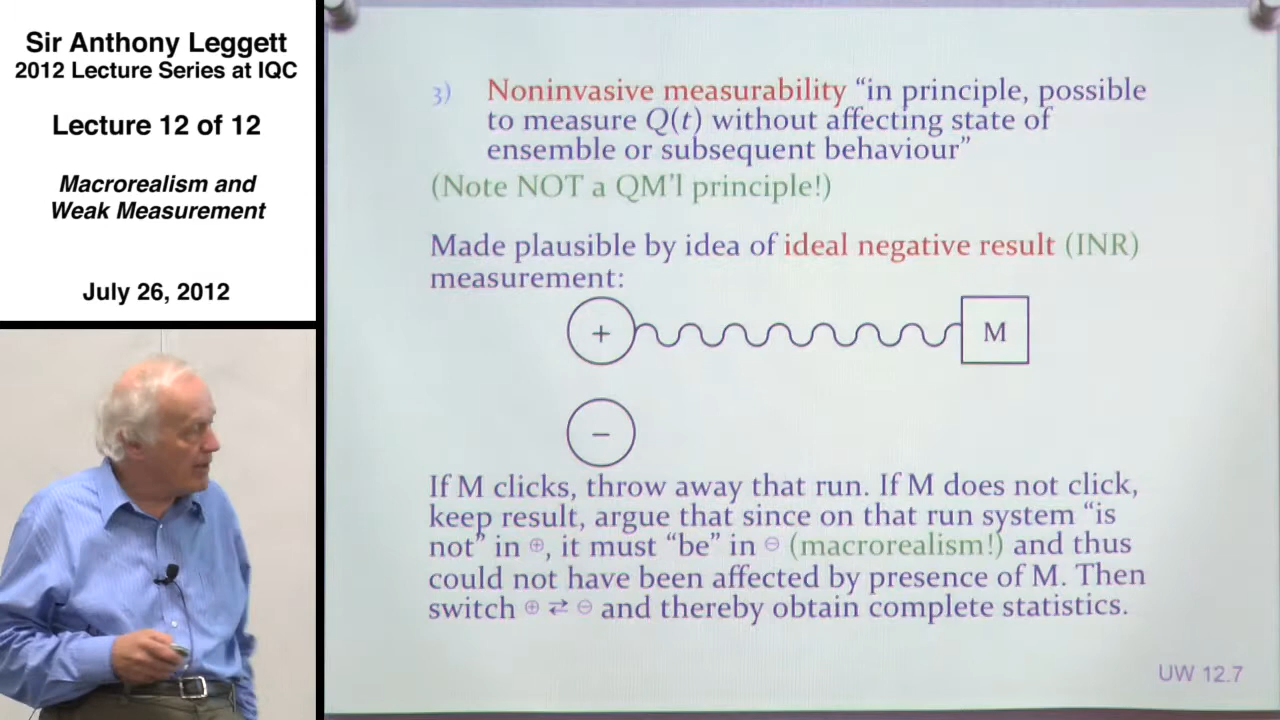 Sir Anthony Leggett
2012 Lecture Series at IQC
Lecture 12 of 12
Macrorealism and
Weak Measurement
July 26, 2012
3) Noninvasive measurability “in principle, possible
to measure Q(t) without affecting state of
ensemble or subsequent behaviour”
(Note NOT a QM’l principle!)
Made plausible by idea of ideal negative result (INR)
measurement:
+ M
−
If M clicks, throw away that run. If M does not click,
keep result, argue that since on that run system “is
not” in ⊕, it must “be” in ⊖ (macrorealism!) and thus
could not have been affected by presence of M. Then
switch ⊕ ⇄ ⊖ and thereby obtain complete statistics.
UW 12.7